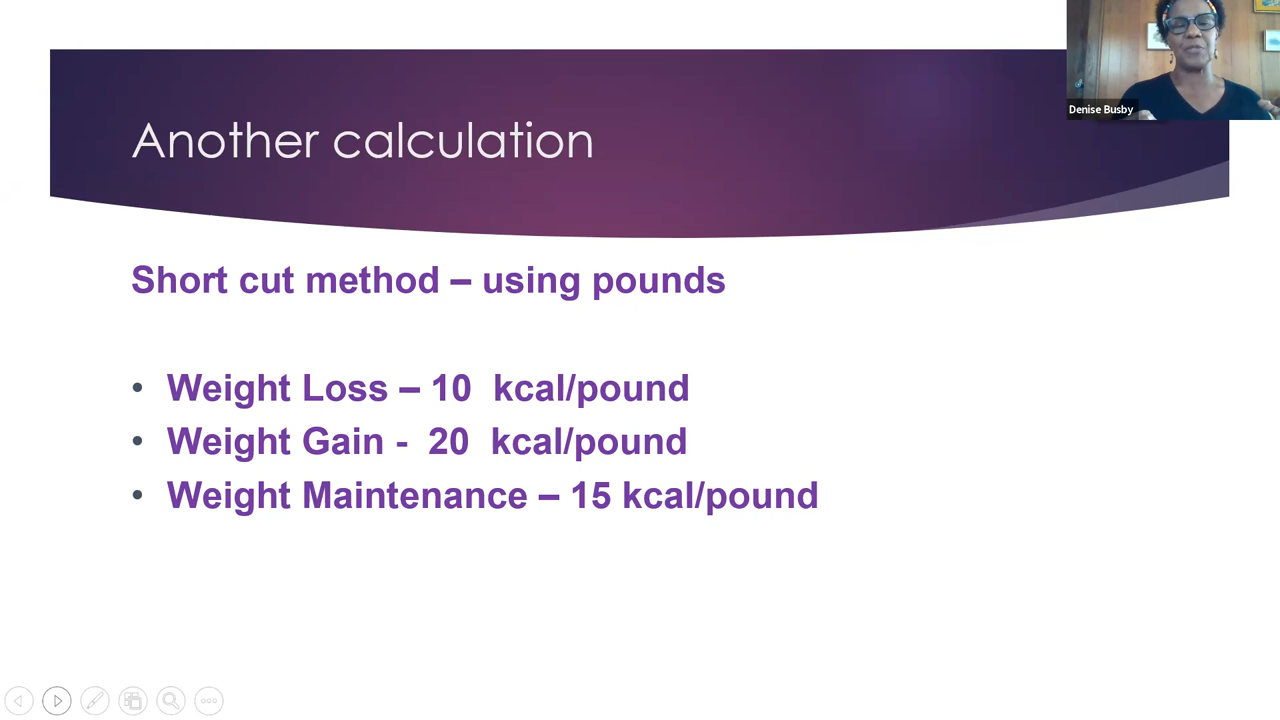 Denise Busby
Another calculation
Short cut method – using pounds
• Weight Loss – 10 kcal/pound
• Weight Gain - 20 kcal/pound
• Weight Maintenance – 15 kcal/pound